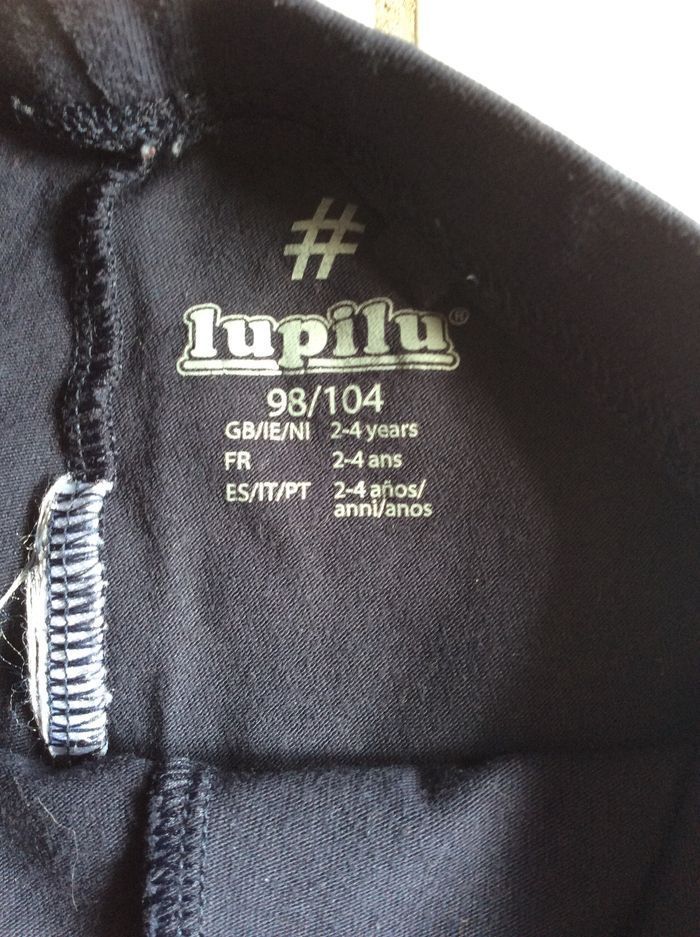 #
lupilu®
98/104
GB/IE/NI 2-4 years
FR 2-4 ans
ES/IT/PT 2-4 años/
anni/anos